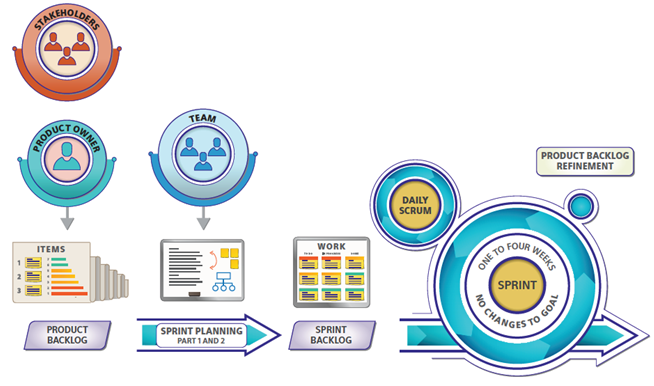 STAKEHOLDERS
PRODUCT OWNER
TEAM
PRODUCT BACKLOG
REFINEMENT
DAILY
SCRUM
ITEMS
1
2
3
WORK
ONE TO FOUR WEEKS
SPRINT
NO CHANGES TO GOAL
PRODUCT
BACKLOG
SPRINT PLANNING
PART 1 AND 2
SPRINT
BACKLOG